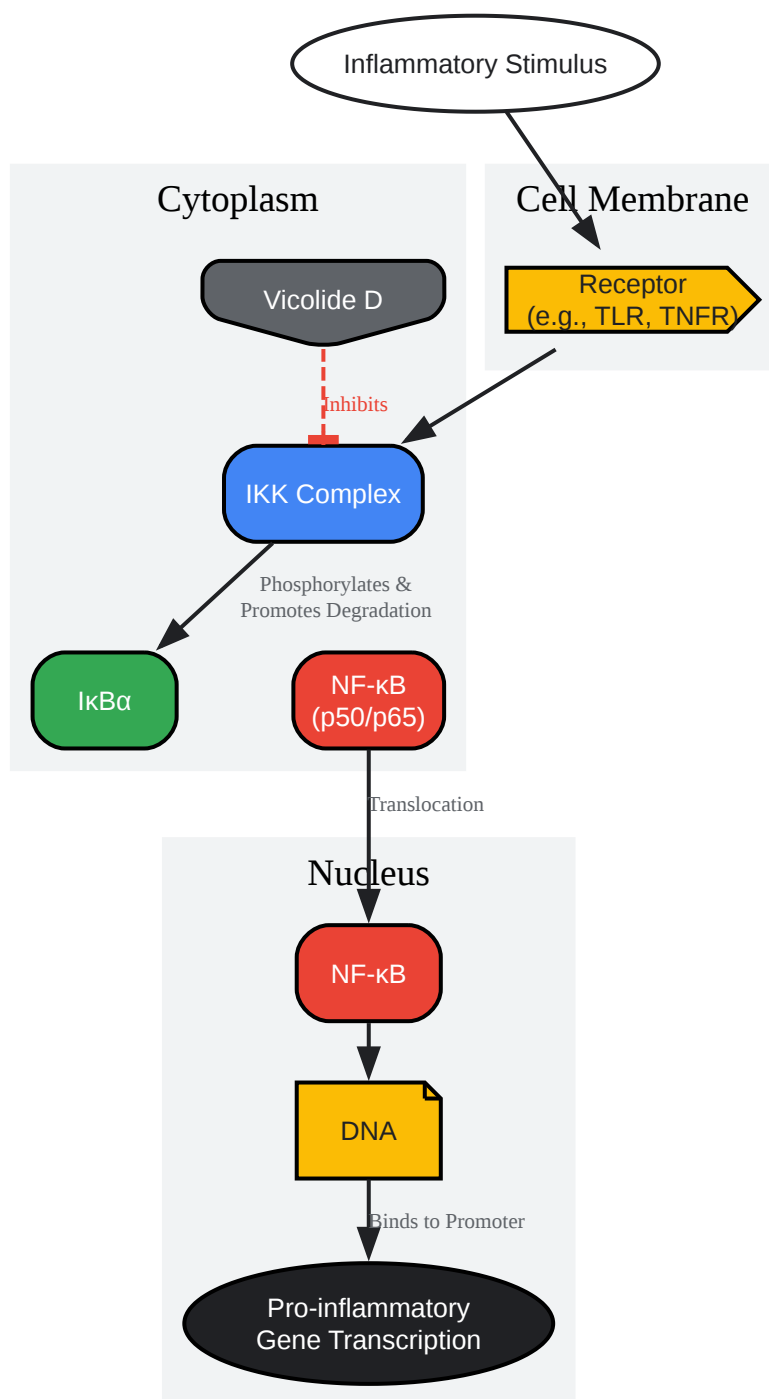 Inflammatory Stimulus
Cytoplasm
Cell Membrane
Vicolide D
Receptor
(e.g., TLR, TNFR)
Inhibits
IKK Complex
Phosphorylates &
Promotes Degradation
IκBα
NF-κB
(p50/p65)
Translocation
Nucleus
NF-κB
DNA
Binds to Promoter
Pro-inflammatory
Gene Transcription